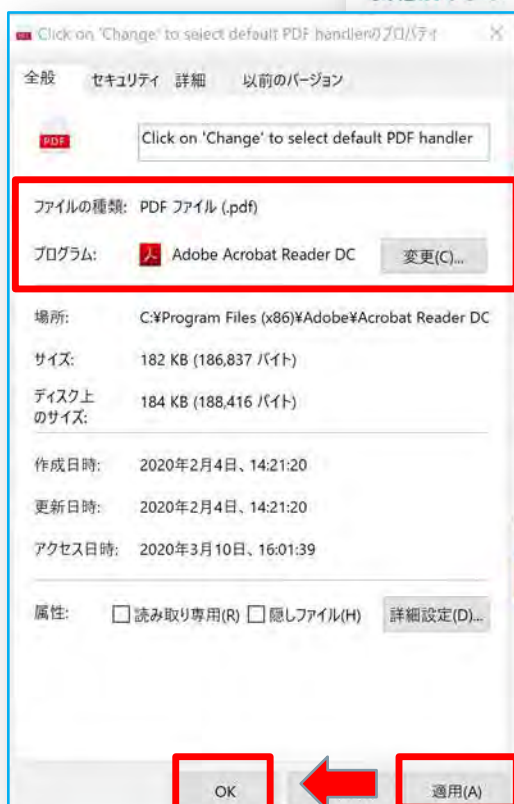 Click on 'Change' to select default PDF handlerのプロパティ
全般 セキュリティ 詳細 以前のバージョン
PDF
Click on 'Change' to select default PDF handler
ファイルの種類: PDF ファイル (.pdf)
プログラム: Adobe Acrobat Reader DC 変更(C)...
場所: C:¥Program Files (x86)¥Adobe¥Acrobat Reader DC
サイズ: 182 KB (186,837 バイト)
ディスク上
のサイズ: 184 KB (188,416 バイト)
作成日時: 2020年2月4日、14:21:20
更新日時: 2020年2月4日、14:21:20
アクセス日時: 2020年3月10日、16:01:39
属性: 読み取り専用(R) 隠しファイル(H) 詳細設定(D)...
OK 適用(A)